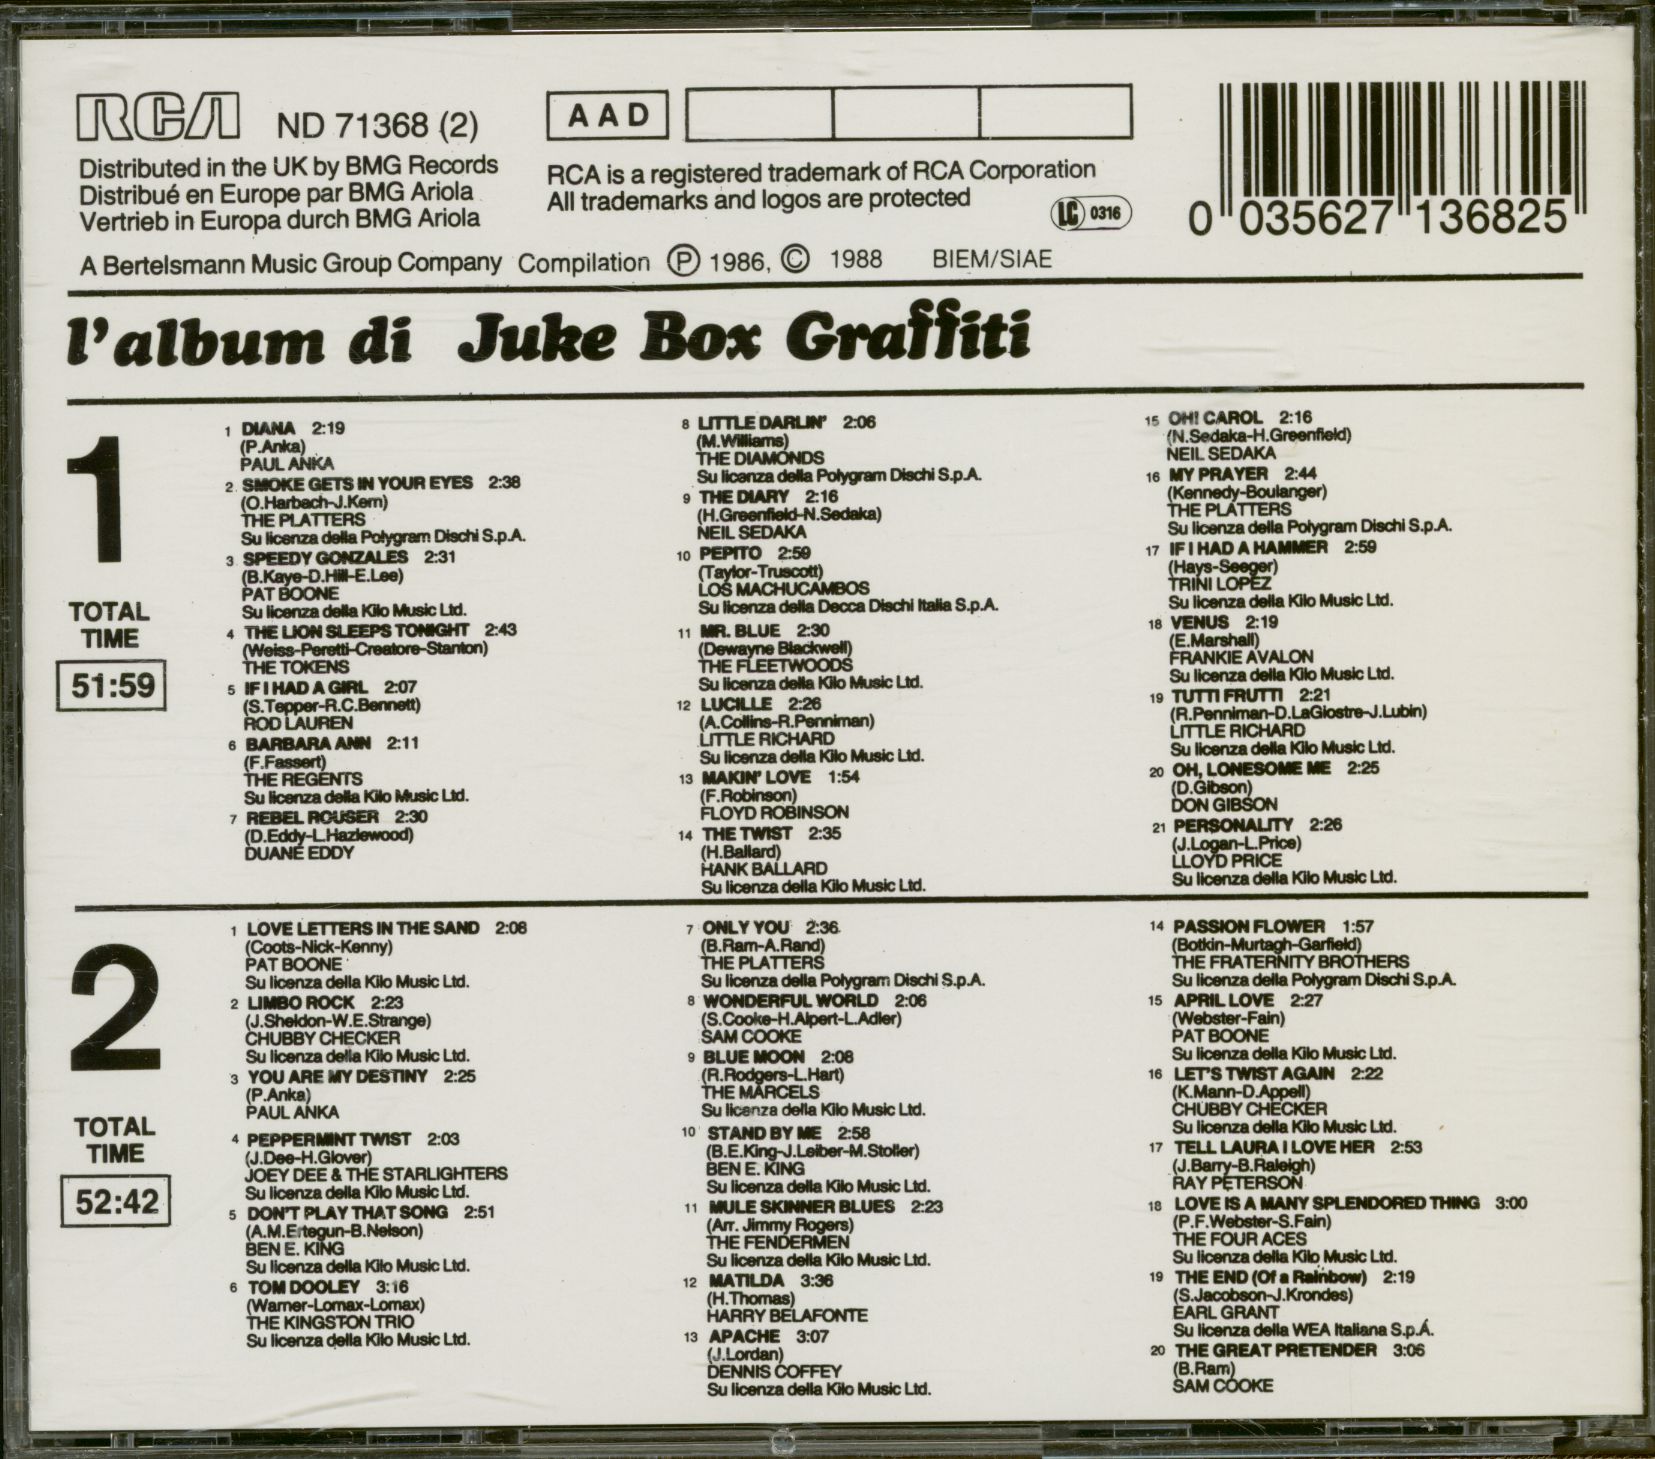 RCA ND 71368 (2)
Distributed in the UK by BMG Records
Distribué en Europe par BMG Ariola
Vertrieb in Europa durch BMG Ariola
AAD
RCA is a registered trademark of RCA Corporation
All trademarks and logos are protected
LC 0316
0 035627 136825
A Bertelsmann Music Group Company Compilation Ⓟ 1986, © 1988 BIEM/SIAE
l'album di Juke Box Graffiti
1
TOTAL
TIME
51:59
1 DIANA 2:19
(P.Anka)
PAUL ANKA
2. SMOKE GETS IN YOUR EYES 2:38
(O.Harbach-J.Kern)
THE PLATTERS
Su licenza della Polygram Dischi S.p.A.
3 SPEEDY GONZALES 2:31
(B.Kaye-D.Hill-E.Lee)
PAT BOONE
Su licenza della Kilo Music Ltd.
4 THE LION SLEEPS TONIGHT 2:43
(Weiss-Peretti-Creatore-Stanton)
THE TOKENS
5 IF I HAD A GIRL 2:07
(S.Tepper-R.C.Bennett)
ROD LAUREN
6 BARBARA ANN 2:11
(F.Fassert)
THE REGENTS
Su licenza della Kilo Music Ltd.
7 REBEL ROUSER 2:30
(D.Eddy-L.Hazlewood)
DUANE EDDY
8 LITTLE DARLIN' 2:06
(M.Williams)
THE DIAMONDS
Su licenza della Polygram Dischi S.p.A.
9 THE DIARY 2:16
(H.Greenfield-N.Sedaka)
NEIL SEDAKA
10 PEPITO 2:59
(Taylor-Truscott)
LOS MACHUCAMBOS
Su licenza della Decca Dischi Italia S.p.A.
11 MR. BLUE 2:30
(Dewayne Blackwell)
THE FLEETWOODS
Su licenza della Kilo Music Ltd.
12 LUCILLE 2:26
(A.Collins-R.Penniman)
LITTLE RICHARD
Su licenza della Kilo Music Ltd.
13 MAKIN' LOVE 1:54
(F.Robinson)
FLOYD ROBINSON
14 THE TWIST 2:35
(H.Ballard)
HANK BALLARD
Su licenza della Kilo Music Ltd.
15 OH! CAROL 2:16
(N.Sedaka-H.Greenfield)
NEIL SEDAKA
16 MY PRAYER 2:44
(Kennedy-Boulanger)
THE PLATTERS
Su licenza della Polygram Dischi S.p.A.
17 IF I HAD A HAMMER 2:59
(Hays-Seeger)
TRINI LOPEZ
Su licenza della Kilo Music Ltd.
18 VENUS 2:19
(E.Marshall)
FRANKIE AVALON
Su licenza della Kilo Music Ltd.
19 TUTTI FRUTTI 2:21
(R.Penniman-D.LaGiostre-J.Lubin)
LITTLE RICHARD
Su licenza della Kilo Music Ltd.
20 OH, LONESOME ME 2:25
(D.Gibson)
DON GIBSON
21 PERSONALITY 2:26
(J.Logan-L.Price)
LLOYD PRICE
Su licenza della Kilo Music Ltd.
2
TOTAL
TIME
52:42
1 LOVE LETTERS IN THE SAND 2:08
(Coots-Nick-Kenny)
PAT BOONE
Su licenza della Kilo Music Ltd.
2 LIMBO ROCK 2:23
(J.Sheldon-W.E.Strange)
CHUBBY CHECKER
Su licenza della Kilo Music Ltd.
3 YOU ARE MY DESTINY 2:25
(P.Anka)
PAUL ANKA
4 PEPPERMINT TWIST 2:03
(J.Dee-H.Glover)
JOEY DEE & THE STARLIGHTERS
Su licenza della Kilo Music Ltd.
5 DON'T PLAY THAT SONG 2:51
(A.M.Ertegun-B.Nelson)
BEN E. KING
Su licenza della Kilo Music Ltd.
6 TOM DOOLEY 3:16
(Warner-Lomax-Lomax)
THE KINGSTON TRIO
Su licenza della Kilo Music Ltd.
7 ONLY YOU 2:36
(B.Ram-A.Rand)
THE PLATTERS
Su licenza della Polygram Dischi S.p.A.
8 WONDERFUL WORLD 2:06
(S.Cooke-H.Alpert-L.Adler)
SAM COOKE
9 BLUE MOON 2:08
(R.Rodgers-L.Hart)
THE MARCELS
Su licenza della Kilo Music Ltd.
10 STAND BY ME 2:58
(B.E.King-J.Leiber-M.Stoller)
BEN E. KING
Su licenza della Kilo Music Ltd.
11 MULE SKINNER BLUES 2:23
(Arr. Jimmy Rogers)
THE FENDERMEN
Su licenza della Kilo Music Ltd.
12 MATILDA 3:36
(H.Thomas)
HARRY BELAFONTE
13 APACHE 3:07
(J.Lordan)
DENNIS COFFEY
Su licenza della Kilo Music Ltd.
14 PASSION FLOWER 1:57
(Botkin-Murtagh-Garfield)
THE FRATERNITY BROTHERS
Su licenza della Polygram Dischi S.p.A.
15 APRIL LOVE 2:27
(Webster-Fain)
PAT BOONE
Su licenza della Kilo Music Ltd.
16 LET'S TWIST AGAIN 2:22
(K.Mann-D.Appell)
CHUBBY CHECKER
Su licenza della Kilo Music Ltd.
17 TELL LAURA I LOVE HER 2:53
(J.Barry-B.Raleigh)
RAY PETERSON
18 LOVE IS A MANY SPLENDORED THING 3:00
(P.F.Webster-S.Fain)
THE FOUR ACES
Su licenza della Kilo Music Ltd.
19 THE END (Of a Rainbow) 2:19
(S.Jacobson-J.Krondes)
EARL GRANT
Su licenza della WEA Italiana S.p.A.
20 THE GREAT PRETENDER 3:06
(B.Ram)
SAM COOKE